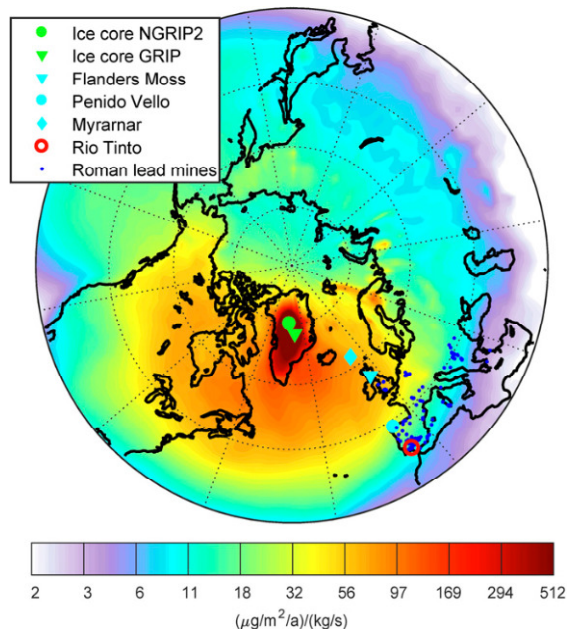 Ice core NGRIP2
Ice core GRIP
Flanders Moss
Penido Vello
Myrarnar
Rio Tinto
Roman lead mines
2 3 6 11 18 32 56 97 169 294 512
(μg/m²/a)/(kg/s)